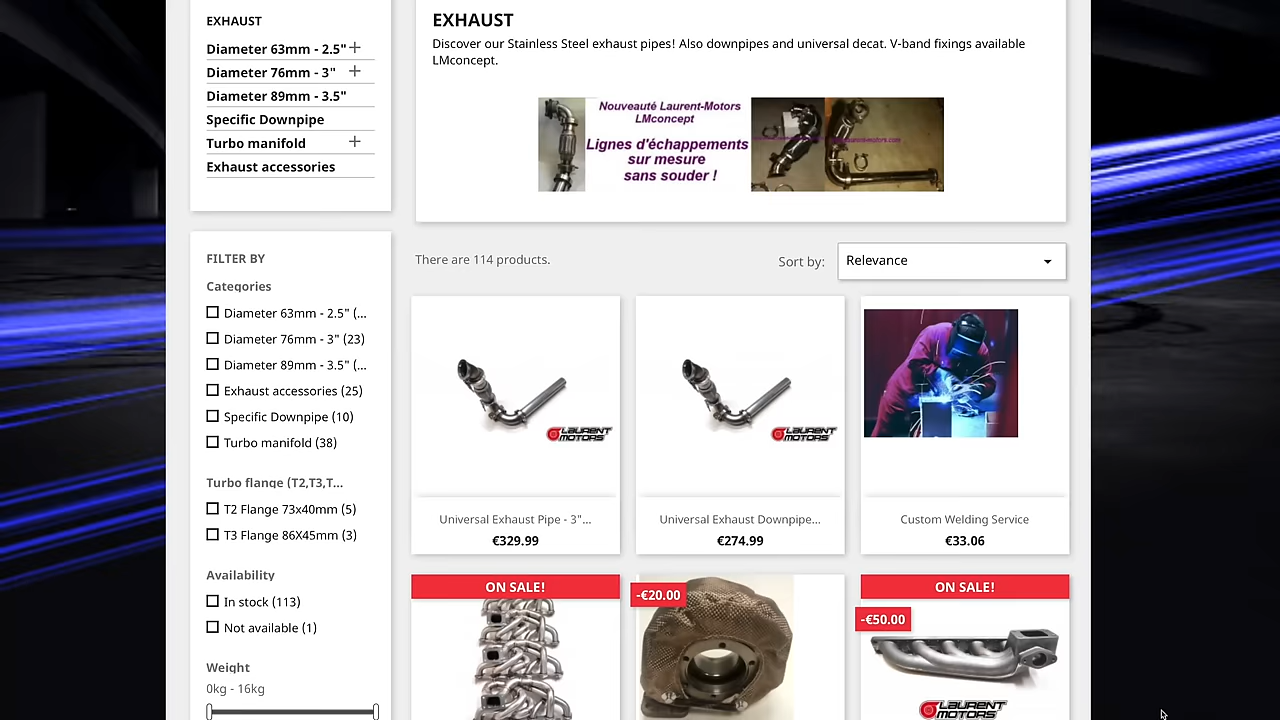 EXHAUST
Diameter 63mm - 2.5"
Diameter 76mm - 3"
Diameter 89mm - 3.5"
Specific Downpipe
Turbo manifold
Exhaust accessories
EXHAUST
Discover our Stainless Steel exhaust pipes! Also downpipes and universal decat. V-band fixings available
LMconcept.
Nouveauté Laurent-Motors
LMconcept
Lignes d'échappements
sur mesure
sans souder !
FILTER BY
Categories
Diameter 63mm - 2.5" (...
Diameter 76mm - 3" (23)
Diameter 89mm - 3.5" (...
Exhaust accessories (25)
Specific Downpipe (10)
Turbo manifold (38)
Turbo flange (T2,T3,T...
T2 Flange 73x40mm (5)
T3 Flange 86X45mm (3)
Availability
In stock (113)
Not available (1)
Weight
0kg - 16kg
There are 114 products.
Sort by:
Relevance
LAURENT
MOTORS
Universal Exhaust Pipe - 3"...
€329.99
LAURENT
MOTORS
Universal Exhaust Downpipe...
€274.99
Custom Welding Service
€33.06
ON SALE!
-€20.00
ON SALE!
-€50.00
LAURENT
MOTORS